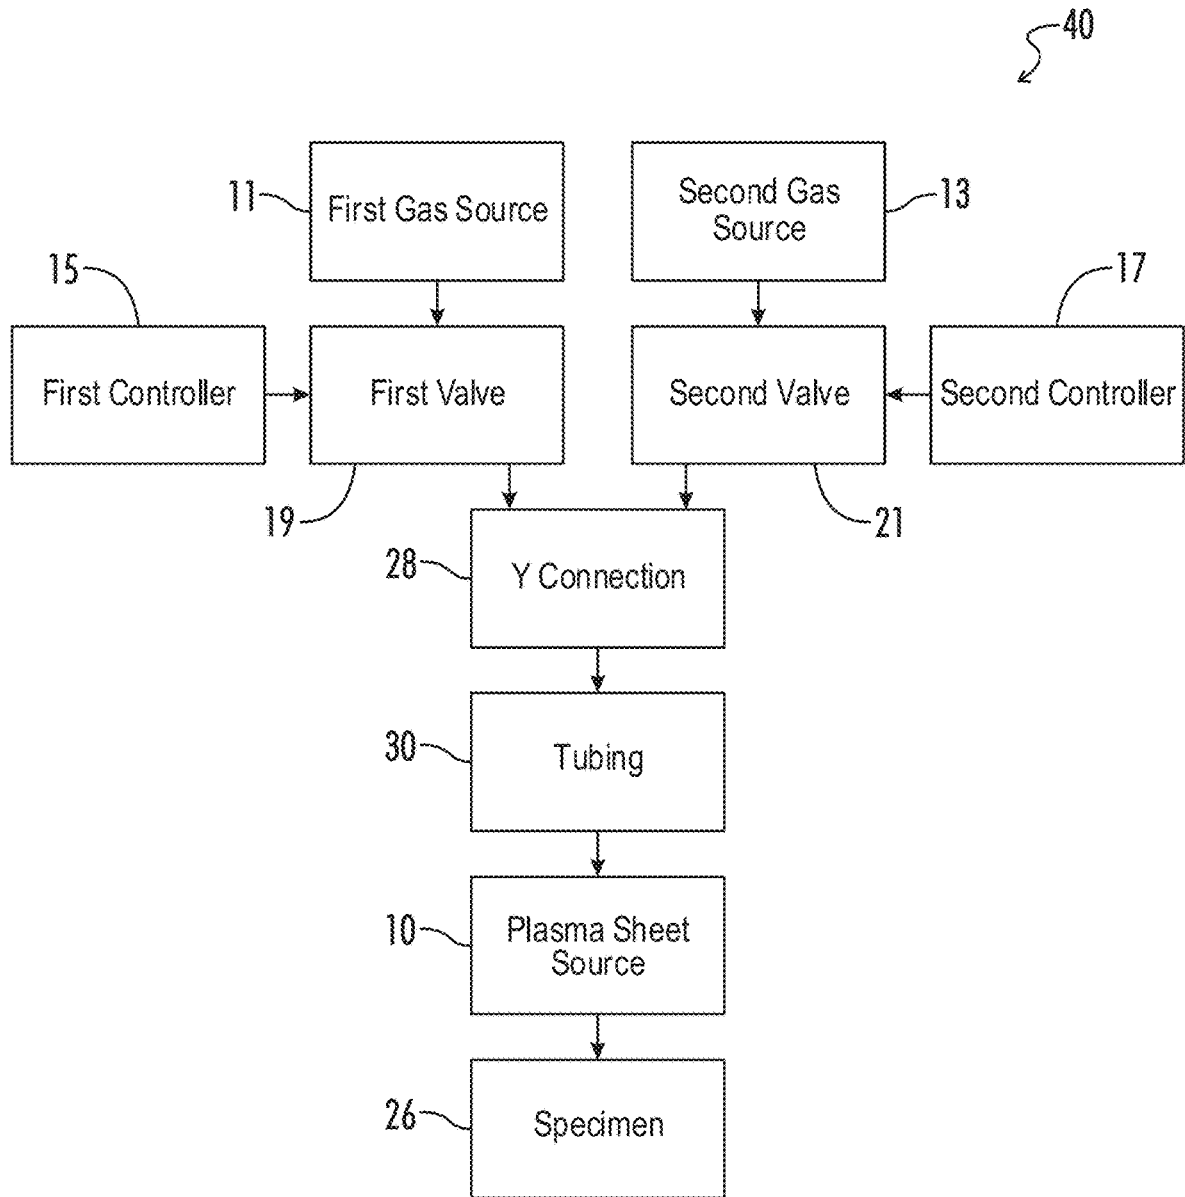 40
11
First Gas Source
Second Gas
Source
13
15
17
First Controller
First Valve
Second Valve
Second Controller
19
21
28
Y Connection
30
Tubing
10
Plasma Sheet
Source
26
Specimen